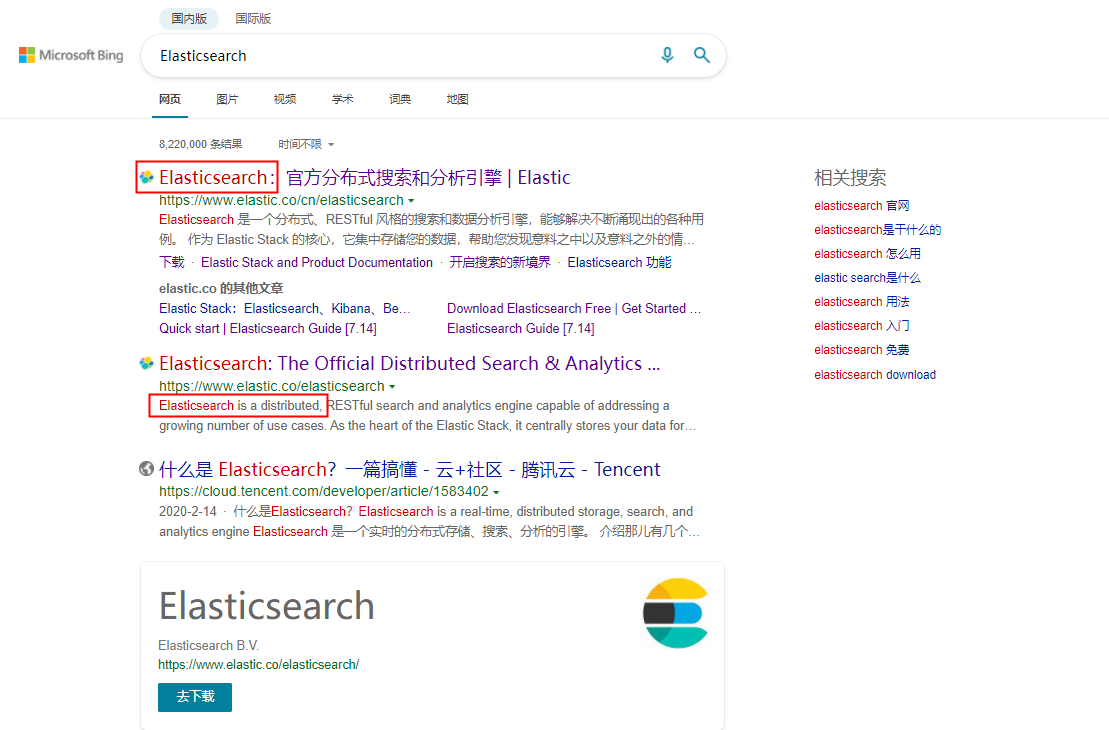 国内版 国际版
Microsoft Bing
Elasticsearch
网页 图片 视频 学术 词典 地图
8,220,000 条结果 时间不限
Elasticsearch：官方分布式搜索和分析引擎 | Elastic
https://www.elastic.co/cn/elasticsearch
Elasticsearch 是一个分布式、RESTful 风格的搜索和数据分析引擎，能够解决不断涌现出的各种用
例。 作为 Elastic Stack 的核心，它集中存储您的数据，帮助您发现意料之中以及意料之外的情…
下载 · Elastic Stack and Product Documentation · 开启搜索的新境界 · Elasticsearch 功能
elastic.co 的其他文章
Elastic Stack：Elasticsearch、Kibana、Be… Download Elasticsearch Free | Get Started …
Quick start | Elasticsearch Guide [7.14] Elasticsearch Guide [7.14]
Elasticsearch: The Official Distributed Search & Analytics ...
https://www.elastic.co/elasticsearch
Elasticsearch is a distributed, RESTful search and analytics engine capable of addressing a
growing number of use cases. As the heart of the Elastic Stack, it centrally stores your data for…
什么是 Elasticsearch？一篇搞懂 - 云+社区 - 腾讯云 - Tencent
https://cloud.tencent.com/developer/article/1583402
2020-2-14 · 什么是Elasticsearch？Elasticsearch is a real-time, distributed storage, search, and
analytics engine Elasticsearch 是一个实时的分布式存储、搜索、分析的引擎。 介绍那儿有几个…
Elasticsearch
Elasticsearch B.V.
https://www.elastic.co/elasticsearch/
去下载
相关搜索
elasticsearch 官网
elasticsearch是干什么的
elasticsearch 怎么用
elastic search是什么
elasticsearch 用法
elasticsearch 入门
elasticsearch 免费
elasticsearch download